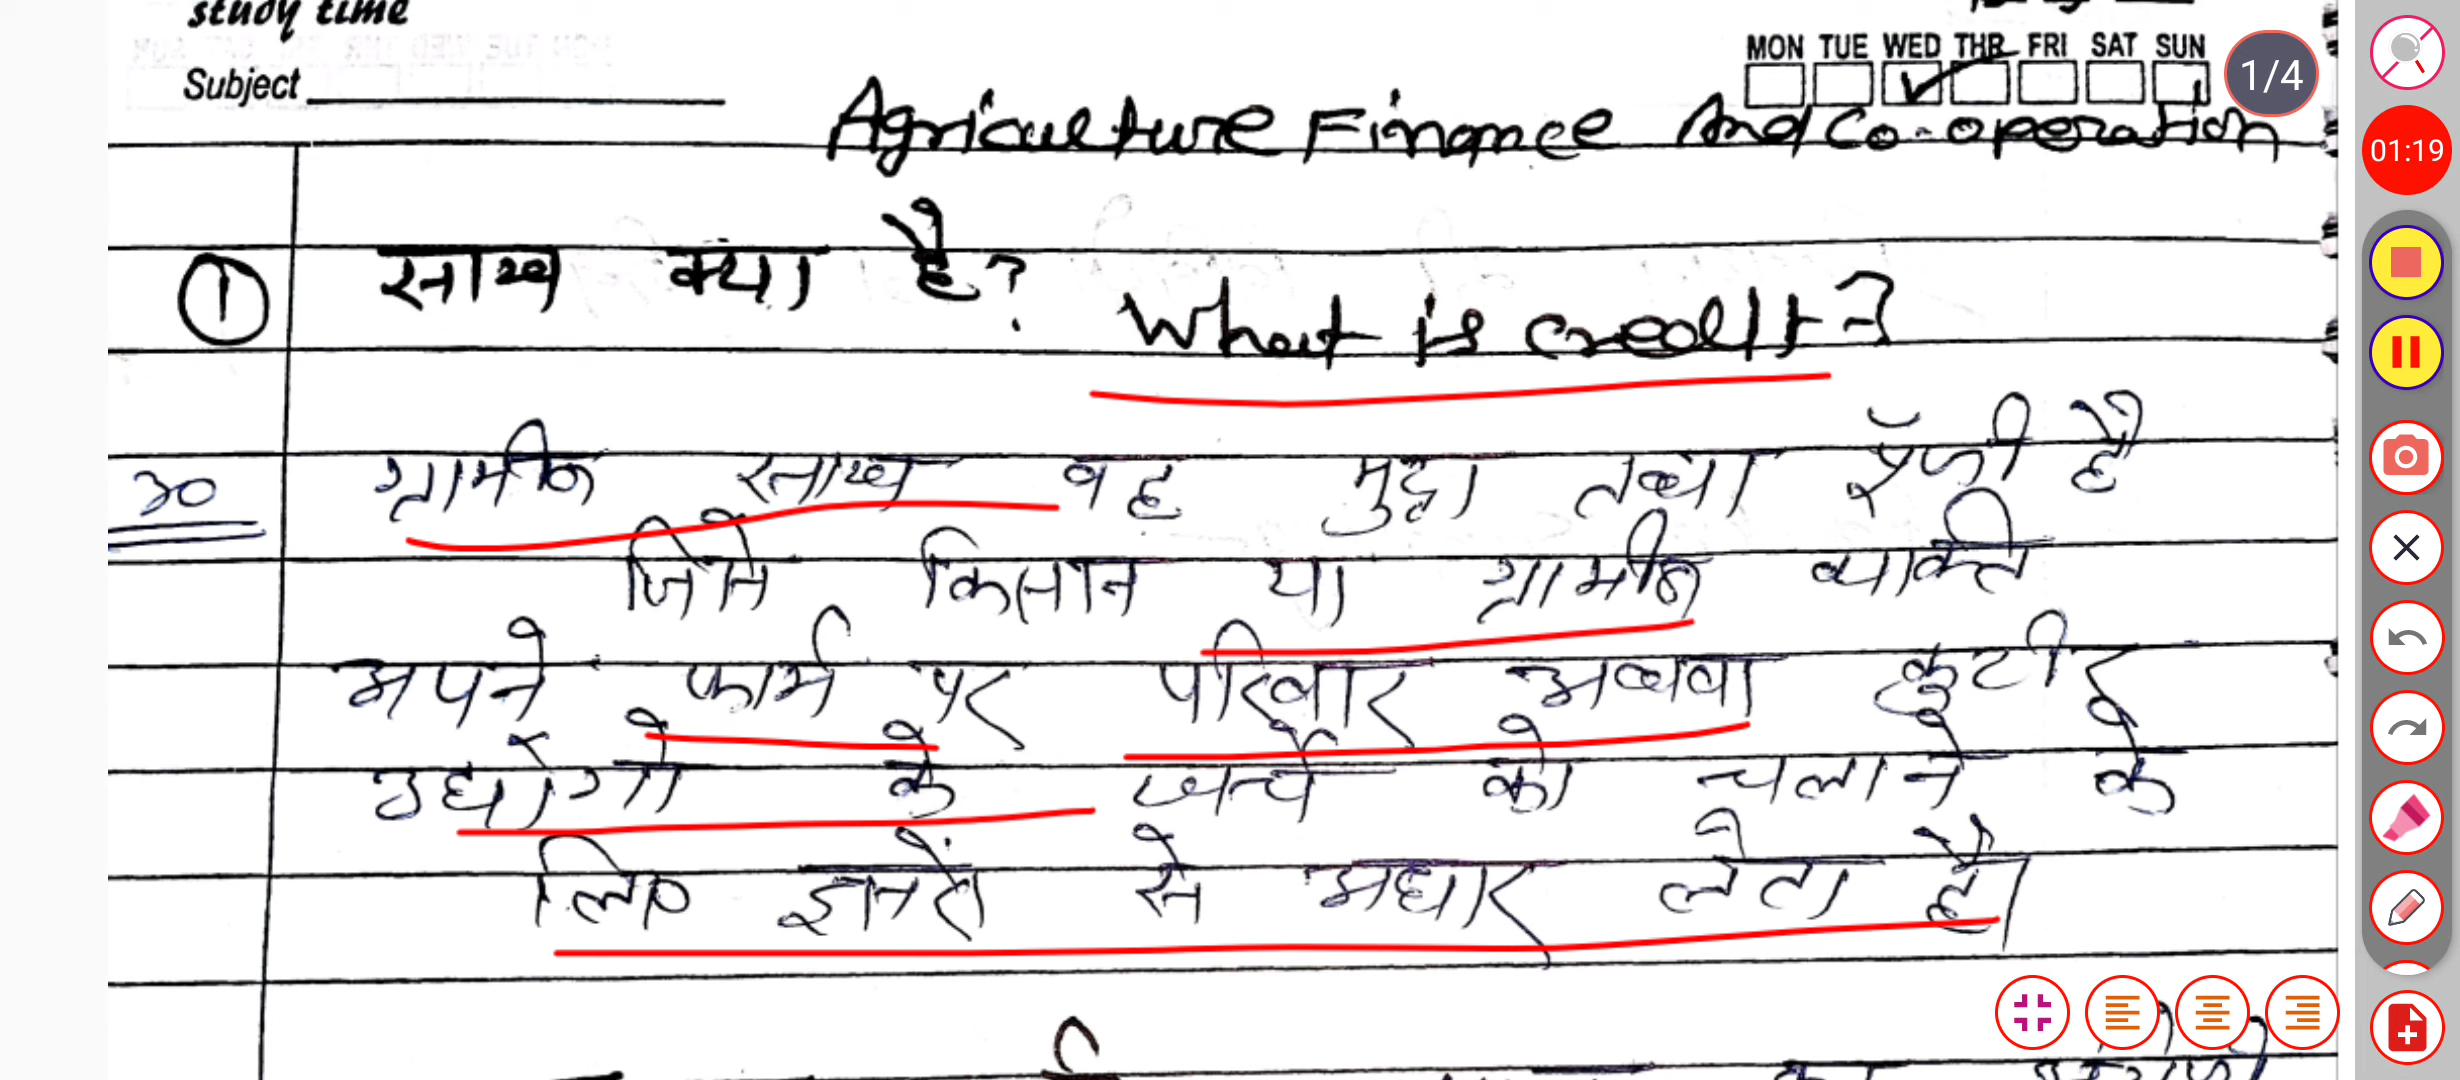 study time
MON TUE WED THR FRI SAT SUN
1/4
Subject
01:19
Agriculture Finance And Co-operation
① साख क्या है? What is credit?
उ० ग्रामीण साख वह मुद्रा तथा पूँजी है
जिसे किसान या ग्रामीण व्यक्ति
अपने फार्म पर परिवार अथवा कुटीर
उद्योगो के खर्च को चलाने के
लिए दूसरों से उधार लेता है।